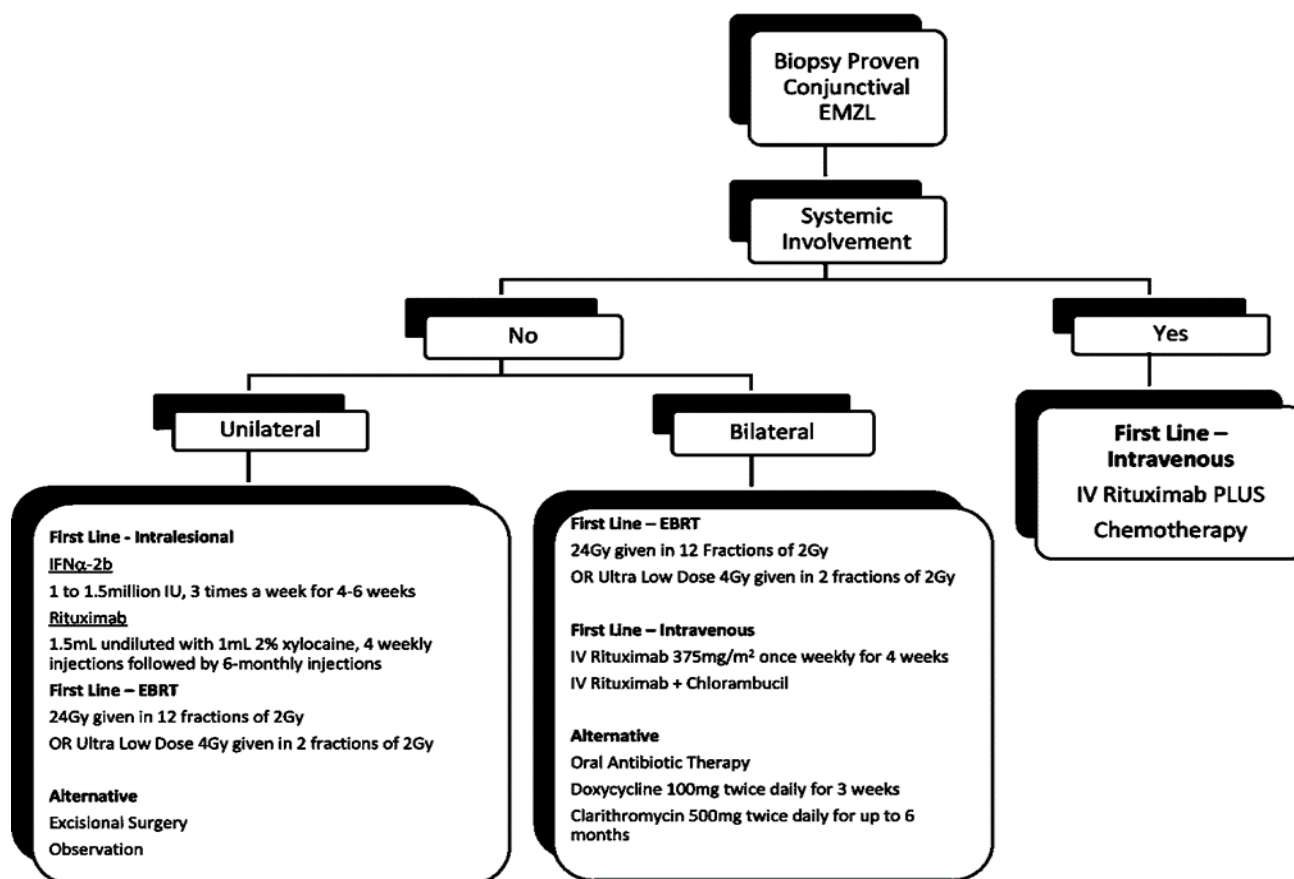 Biopsy Proven
Conjunctival
EMZL
Systemic
Involvement
No
Yes
Unilateral
Bilateral
First Line - Intralesional
IFNα-2b
1 to 1.5million IU, 3 times a week for 4-6 weeks
Rituximab
1.5mL undiluted with 1mL 2% xylocaine, 4 weekly
injections followed by 6-monthly injections
First Line – EBRT
24Gy given in 12 fractions of 2Gy
OR Ultra Low Dose 4Gy given in 2 fractions of 2Gy
Alternative
Excisional Surgery
Observation
First Line – EBRT
24Gy given in 12 Fractions of 2Gy
OR Ultra Low Dose 4Gy given in 2 fractions of 2Gy
First Line – Intravenous
IV Rituximab 375mg/m² once weekly for 4 weeks
IV Rituximab + Chlorambucil
Alternative
Oral Antibiotic Therapy
Doxycycline 100mg twice daily for 3 weeks
Clarithromycin 500mg twice daily for up to 6
months
First Line –
Intravenous
IV Rituximab PLUS
Chemotherapy